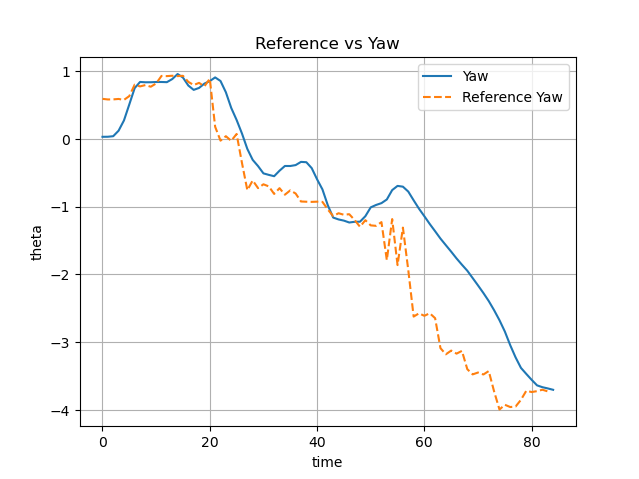 Reference vs Yaw
Yaw
Reference Yaw
1
0
−1
−2
−3
−4
theta
0 20 40 60 80
time